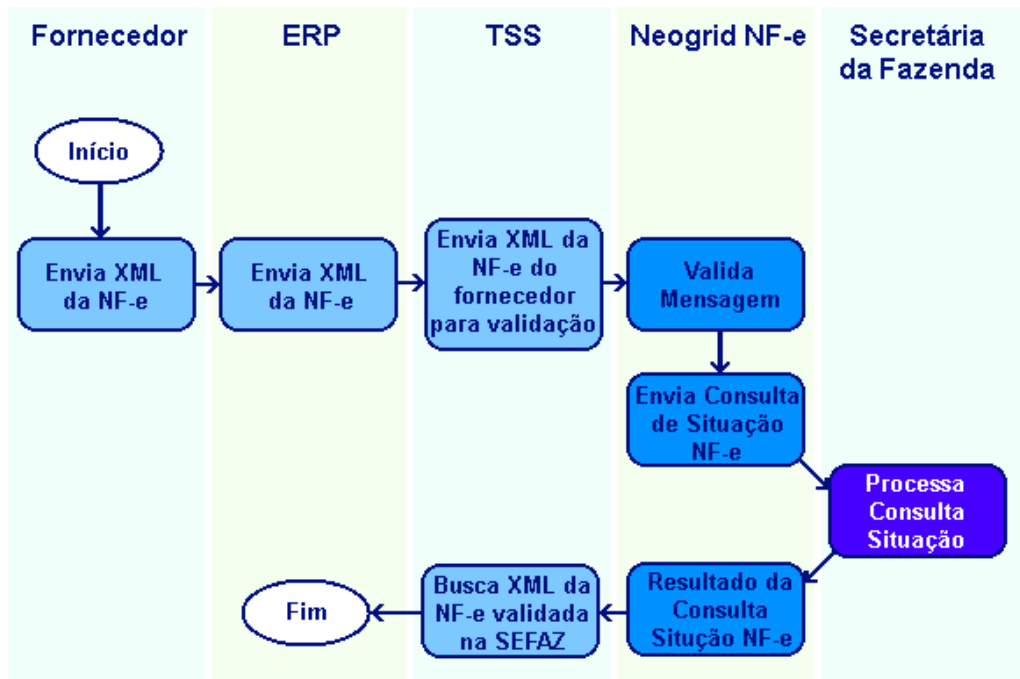 Fornecedor
ERP
TSS
Neogrid NF-e
Secretária
da Fazenda
Início
Envia XML
da NF-e
Envia XML
da NF-e
Envia XML da
NF-e do
fornecedor
para validação
Valida
Mensagem
Envia Consulta
de Situação
NF-e
Processa
Consulta
Situação
Resultado da
Consulta
Situção NF-e
Busca XML da
NF-e validada
na SEFAZ
Fim